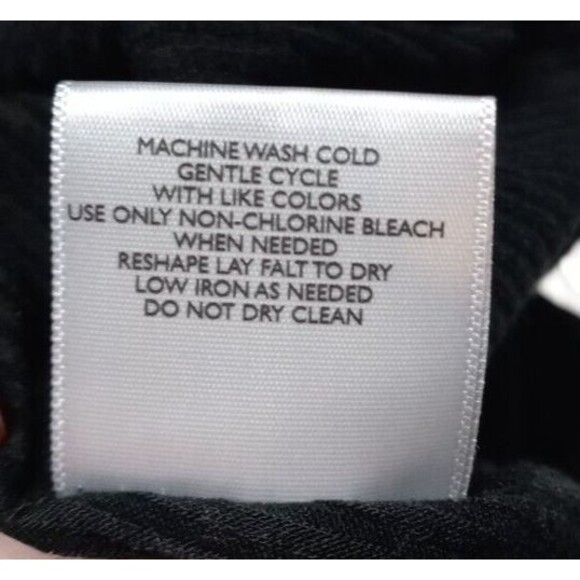 MACHINE WASH COLD
GENTLE CYCLE
WITH LIKE COLORS
USE ONLY NON-CHLORINE BLEACH
WHEN NEEDED
RESHAPE LAY FALT TO DRY
LOW IRON AS NEEDED
DO NOT DRY CLEAN